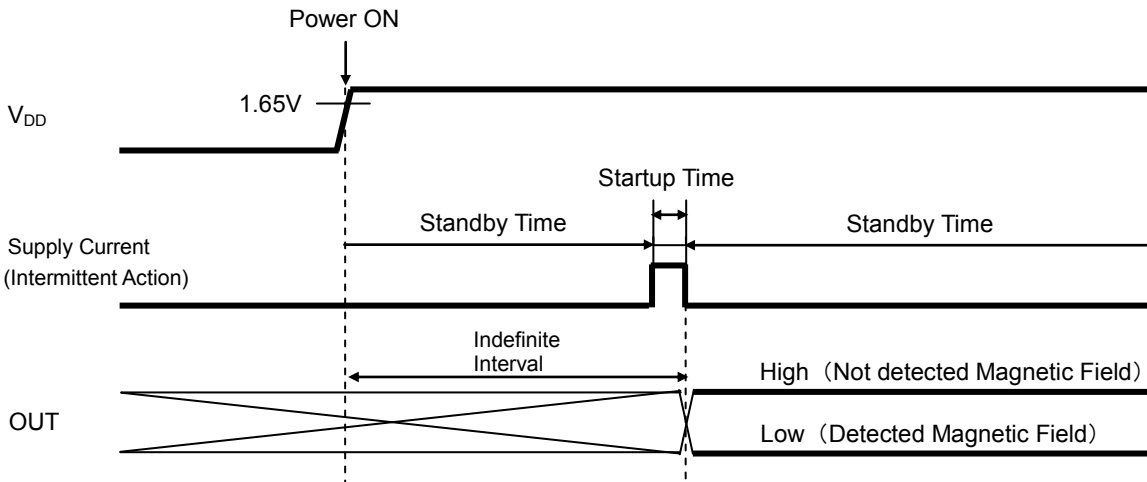 Power ON
1.65V
VDD
Startup Time
Standby Time
Standby Time
Supply Current
(Intermittent Action)
Indefinite
Interval
High（Not detected Magnetic Field）
OUT
Low（Detected Magnetic Field）